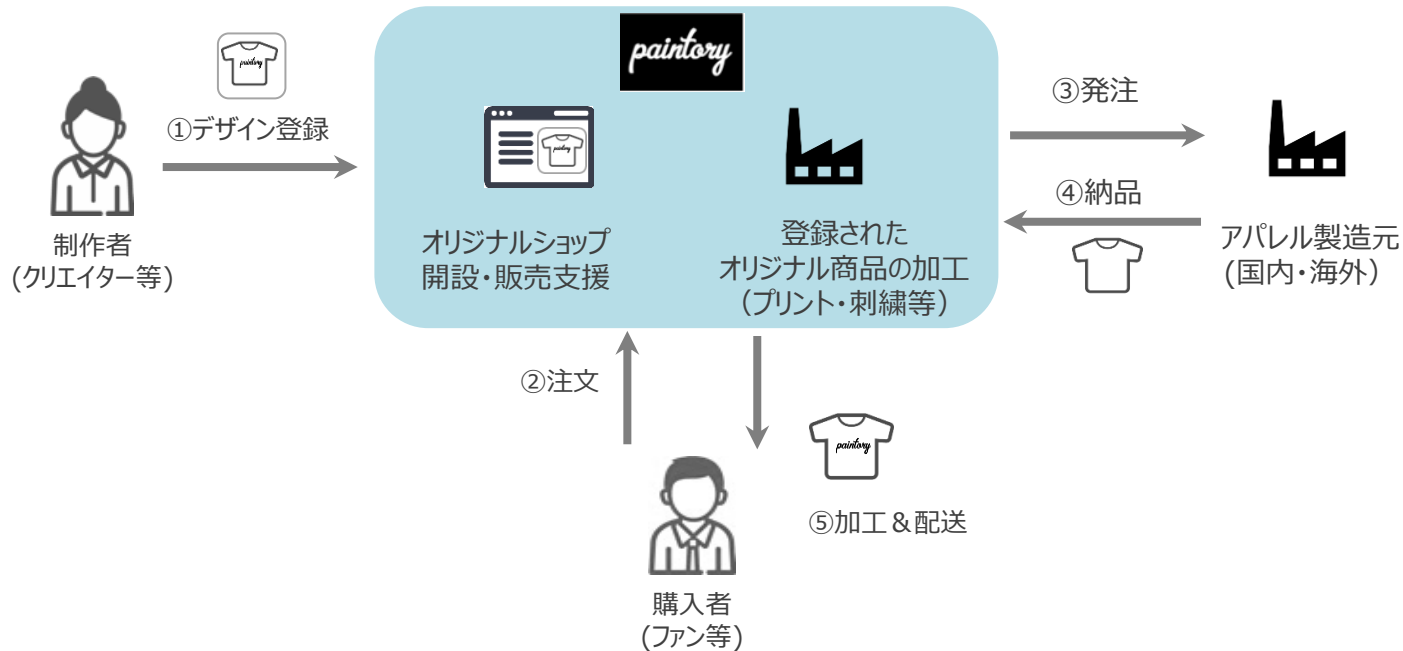 paintory
paintory
①デザイン登録
制作者
(クリエイター等)
paintory
オリジナルショップ
開設・販売支援
登録された
オリジナル商品の加工
（プリント・刺繍等）
③発注
④納品
アパレル製造元
(国内・海外）
②注文
paintory
⑤加工＆配送
購入者
(ファン等)